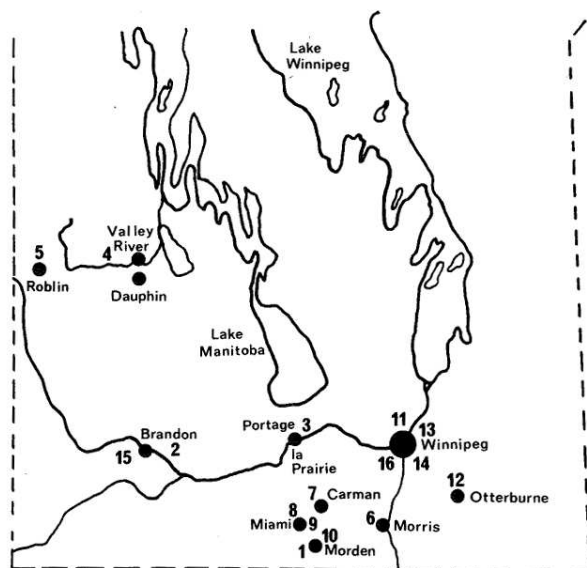 Lake
Winnipeg
Valley
River
5
4
Roblin
Dauphin
Lake
Manitoba
Brandon
15
2
Portage
3
la
Prairie
11
13
Winnipeg
16
14
12
Otterburne
7
Carman
8
Miami
9
6
Morris
10
1
Morden